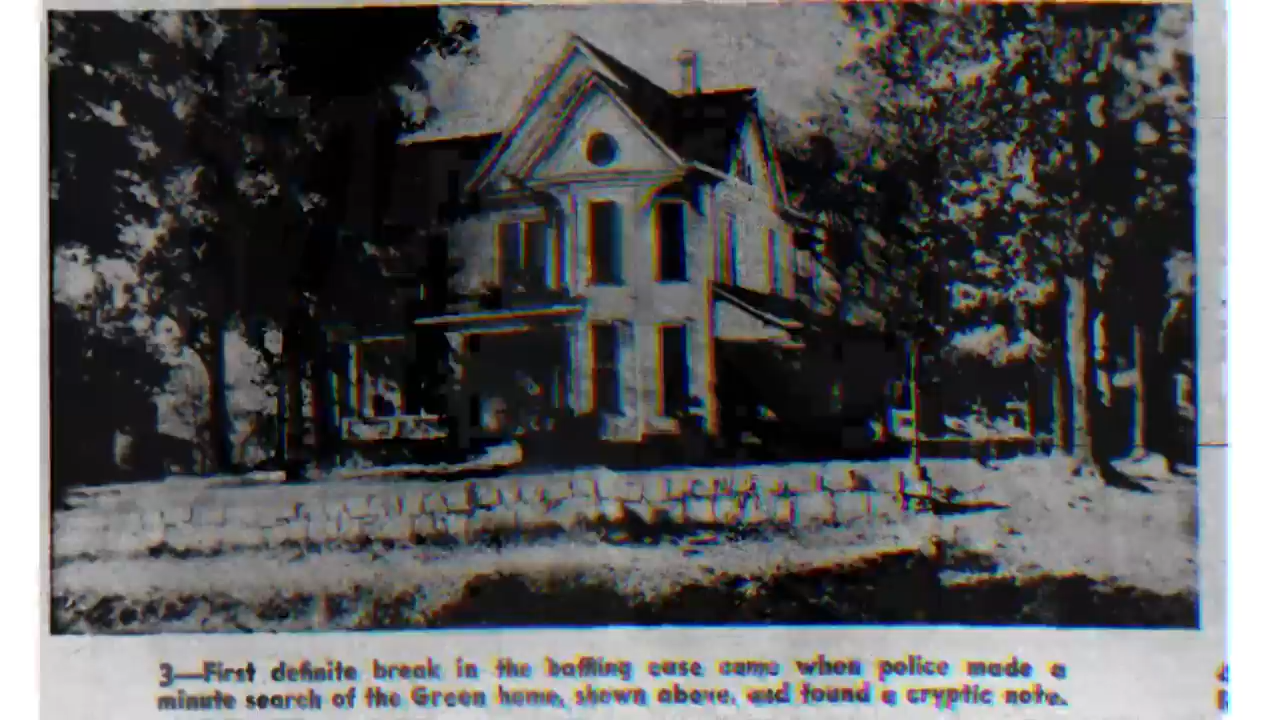 3—First definite break in the baffling case came when police made a
minute search of the Green home, shown above, and found a cryptic note.